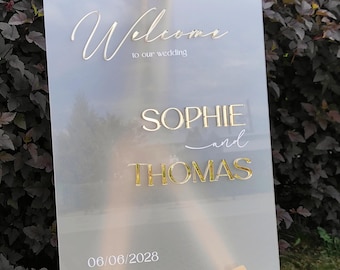 Welcome
to our wedding
SOPHIE
and
THOMAS
06/06/2028